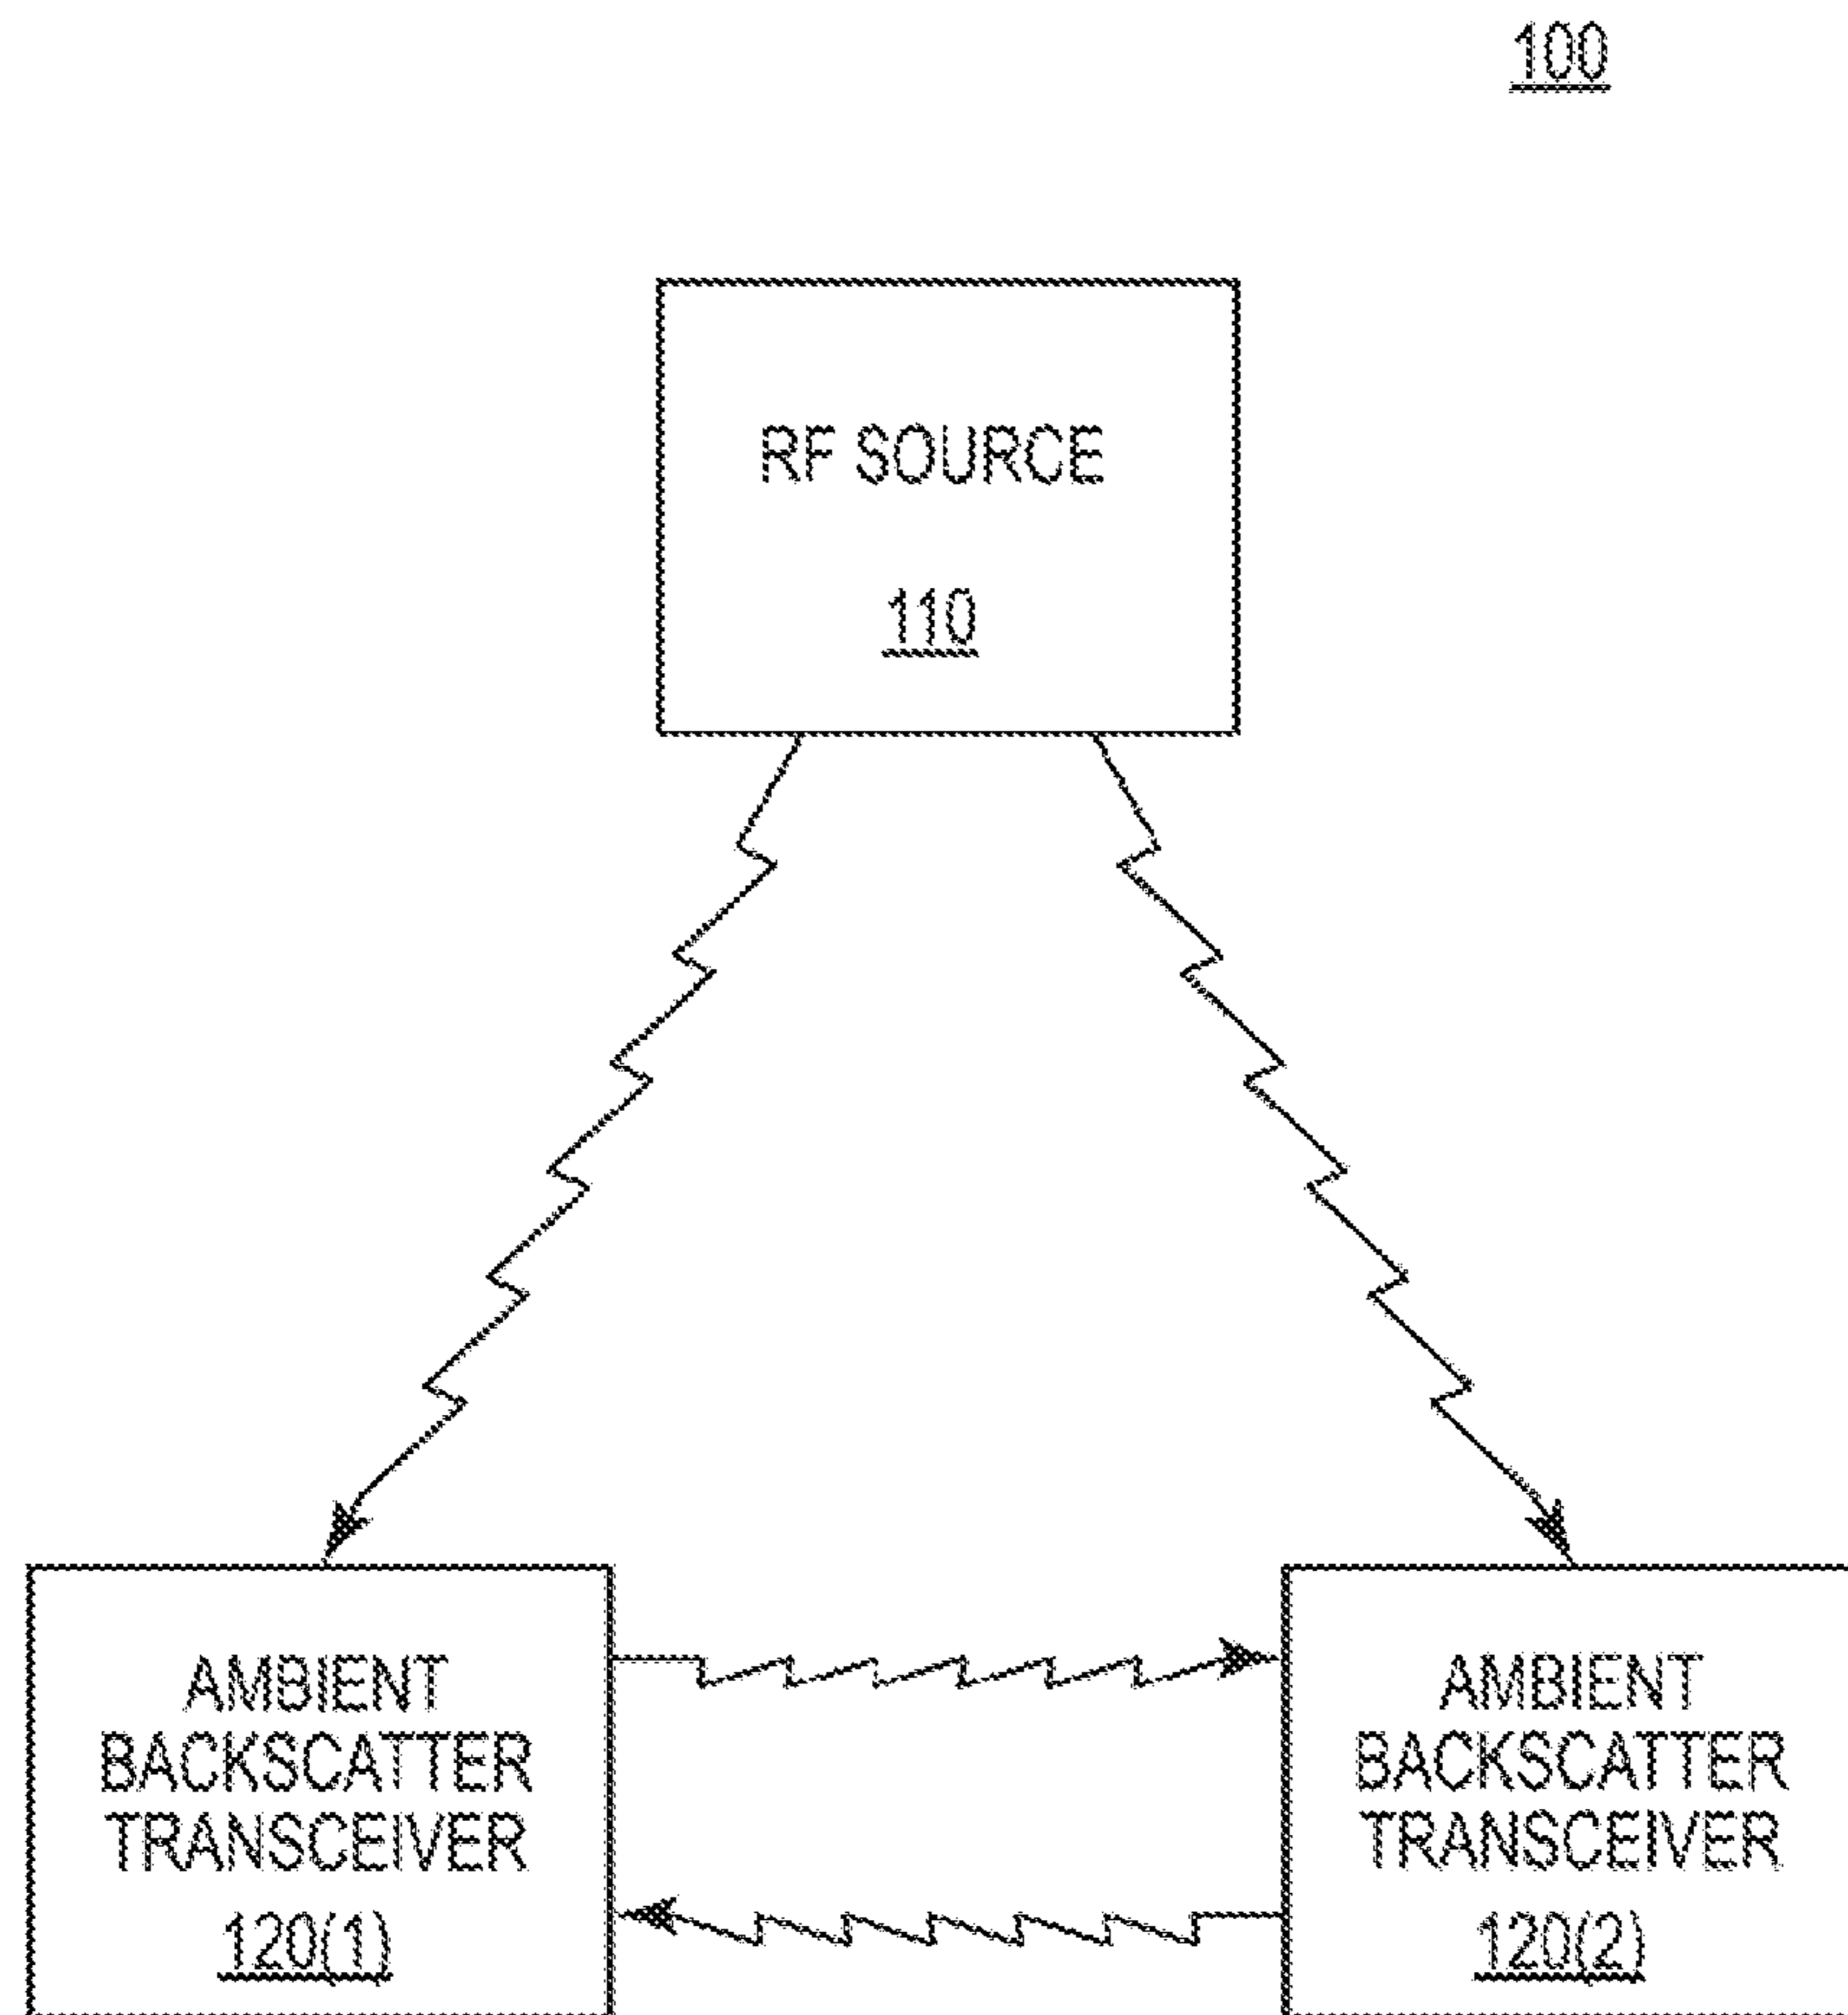 100
RF SOURCE
110
AMBIENT
BACKSCATTER
TRANSCEIVER
120(1)
AMBIENT
BACKSCATTER
TRANSCEIVER
120(2)